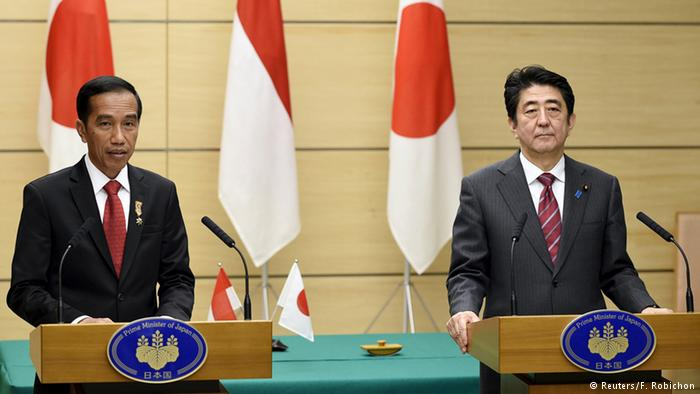 Prime Minister of Japan
日本国
Prime Minister of Japan
日本国
Reuters/F. Robichon